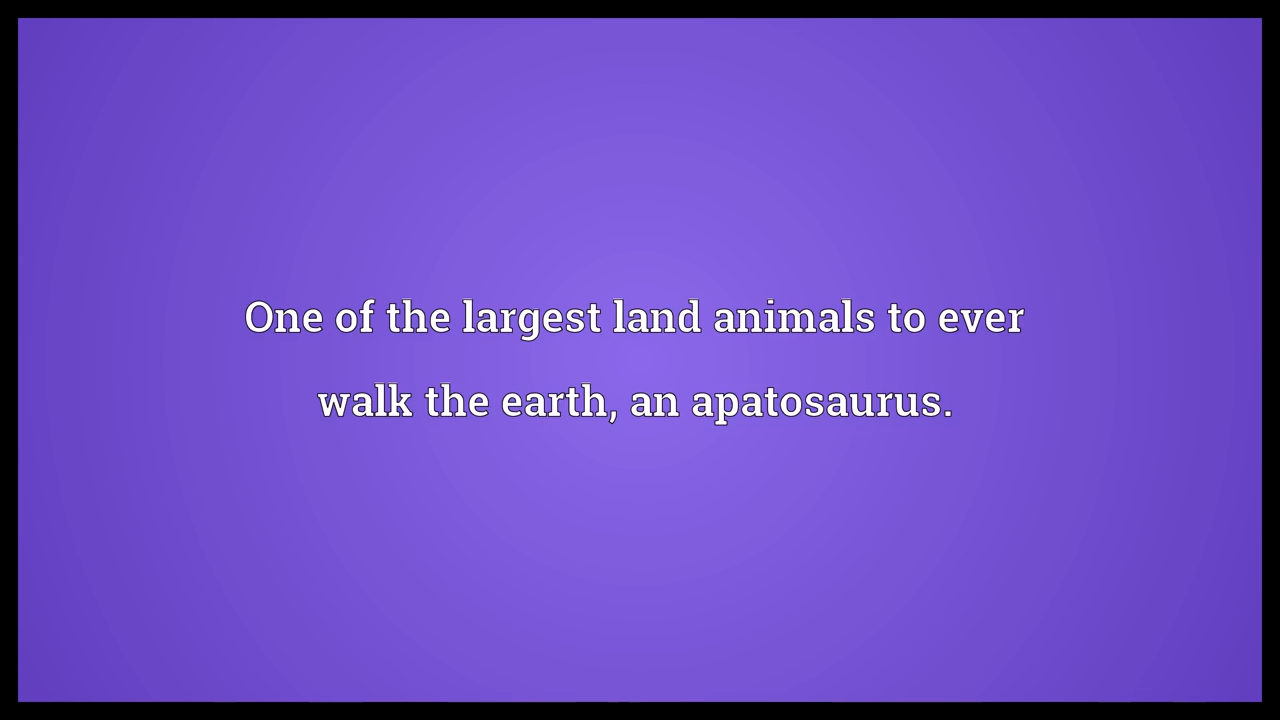 One of the largest land animals to ever
walk the earth, an apatosaurus.